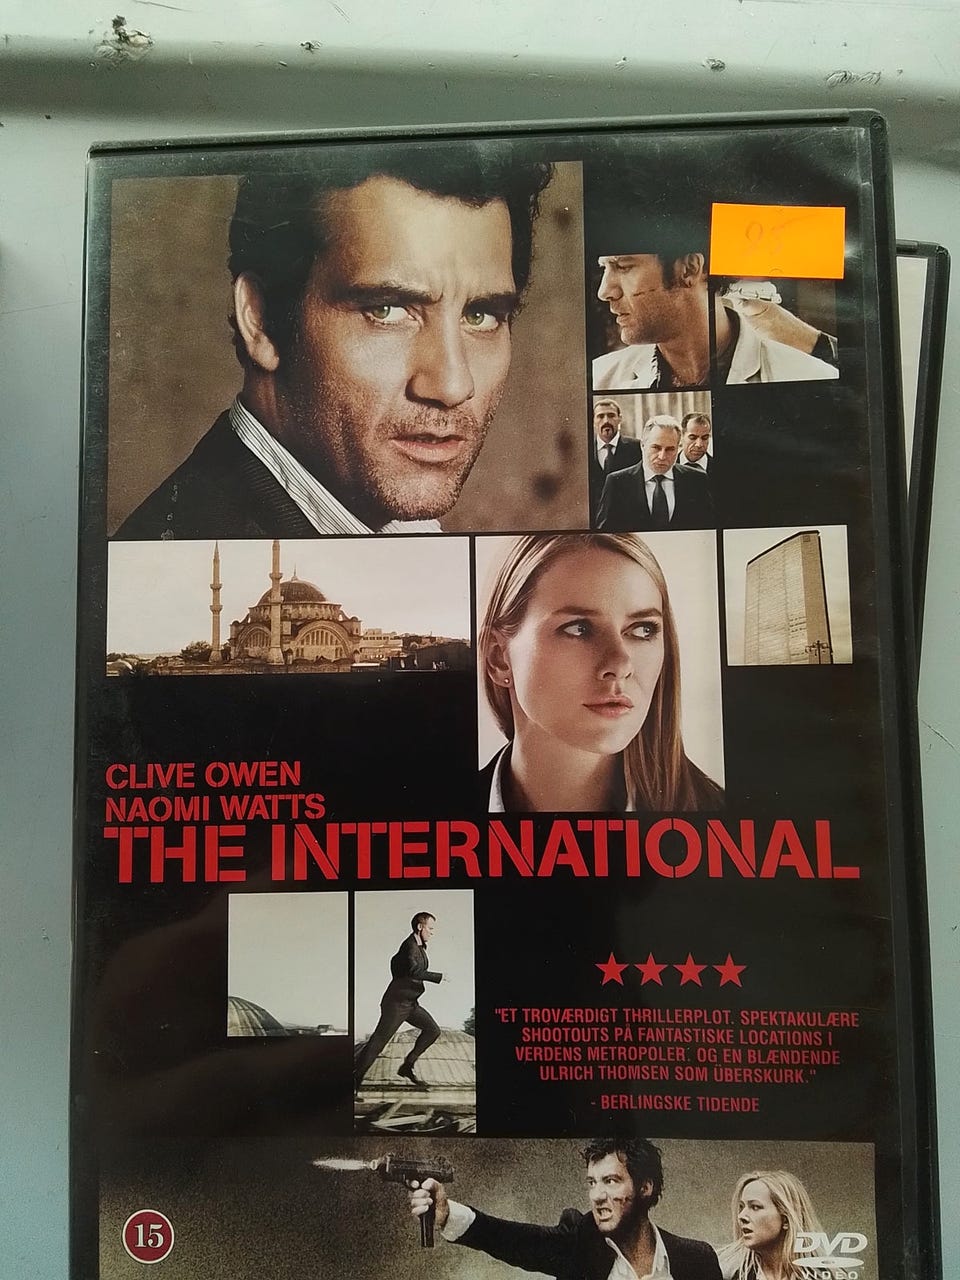 CLIVE OWEN
NAOMI WATTS
THE INTERNATIONAL
"ET TROVÆRDIGT THRILLERPLOT. SPEKTAKULÆRE
SHOOTOUTS PÅ FANTASTISKE LOCATIONS I
VERDENS METROPOLER. OG EN BLÆNDENDE
ULRICH THOMSEN SOM ÜBERSKURK."
- BERLINGSKE TIDENDE
15
DVD
VIDEO